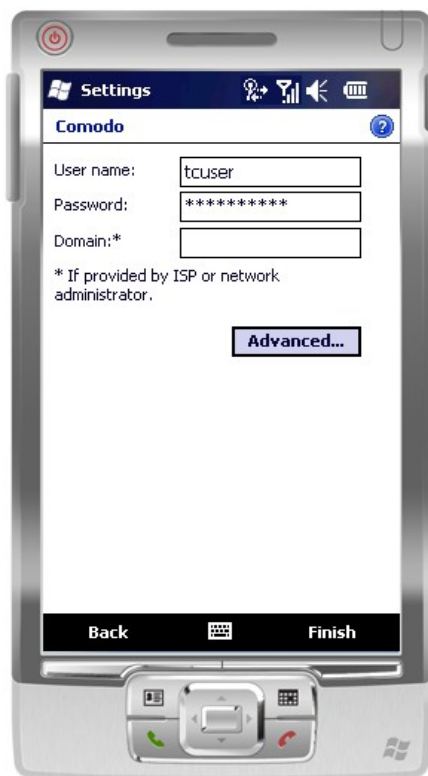 Settings
Comodo
User name: tcuser
Password: **********
Domain:*
* If provided by ISP or network
administrator.
Advanced...
Back Finish